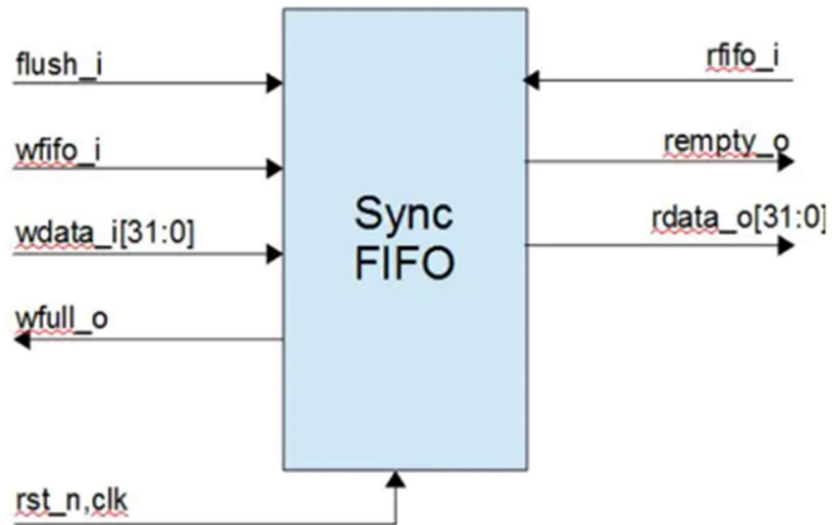 flush_i
wfifo_i
wdata_i[31:0]
wfull_o
rst_n,clk
Sync
FIFO
rfifo_i
rempty_o
rdata_o[31:0]